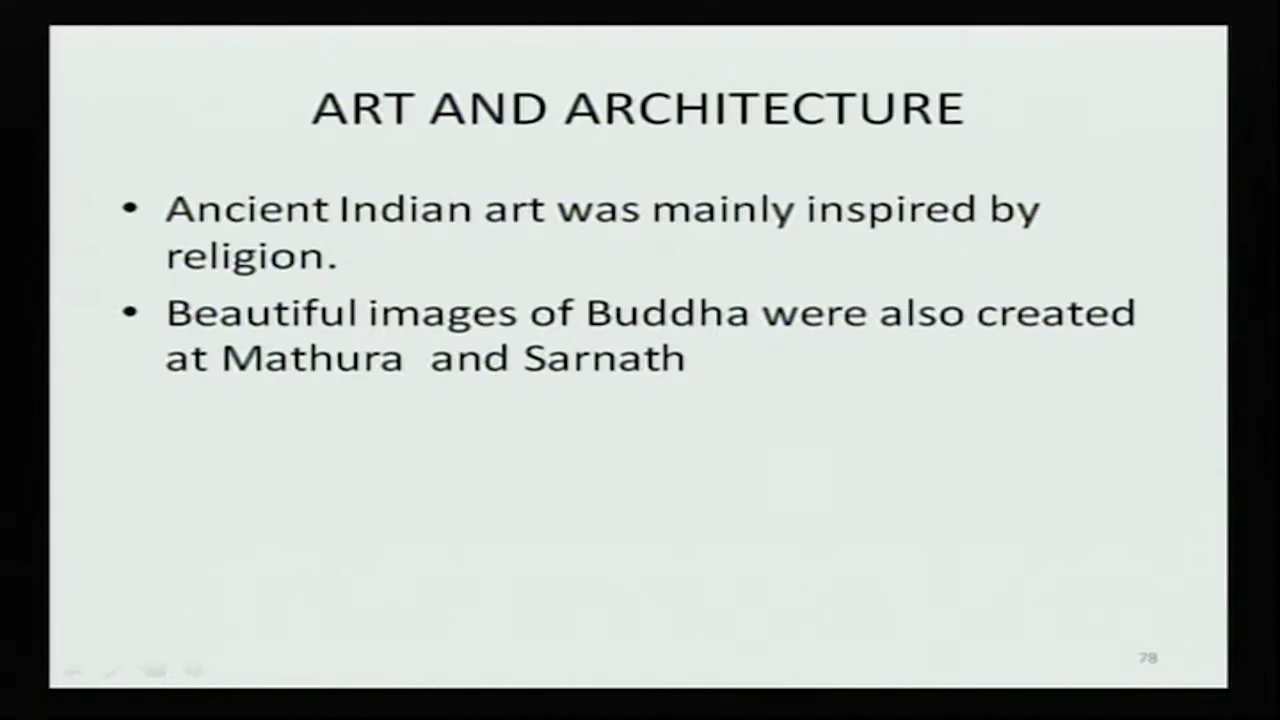 ART AND ARCHITECTURE
• Ancient Indian art was mainly inspired by
religion.
• Beautiful images of Buddha were also created
at Mathura and Sarnath
78